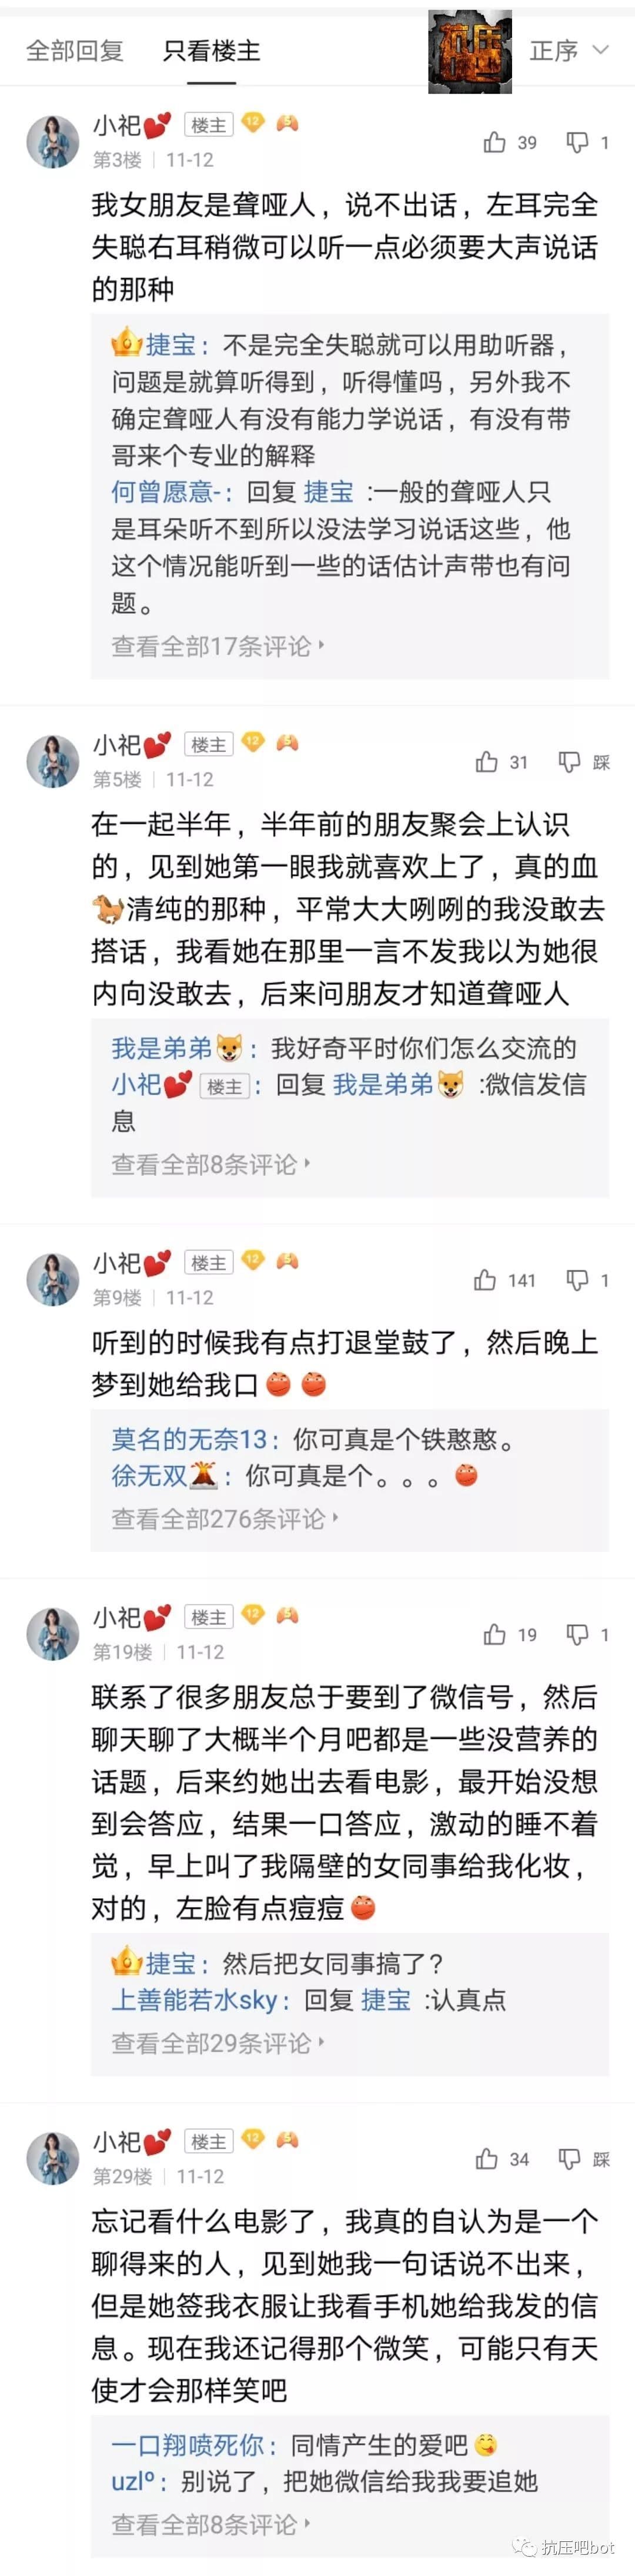 全部回复 只看楼主 抗压吧 正序
小祀💕 楼主 12 5
第3楼 | 11-12
39 1
我女朋友是聋哑人，说不出话，左耳完全
失聪右耳稍微可以听一点必须要大声说话
的那种
捷宝：不是完全失聪就可以用助听器，
问题是就算听得到，听得懂吗，另外我不
确定聋哑人有没有能力学说话，有没有带
哥来个专业的解释
何曾愿意-：回复 捷宝 :一般的聋哑人只
是耳朵听不到所以没法学习说话这些，他
这个情况能听到一些的话估计声带也有问
题。
查看全部17条评论
小祀💕 楼主 12 5
第5楼 | 11-12
31 踩
在一起半年，半年前的朋友聚会上认识
的，见到她第一眼我就喜欢上了，真的血
🐎清纯的那种，平常大大咧咧的我没敢去
搭话，我看她在那里一言不发我以为她很
内向没敢去，后来问朋友才知道聋哑人
我是弟弟🐶：我好奇平时你们怎么交流的
小祀💕 楼主：回复 我是弟弟🐶 :微信发信
息
查看全部8条评论
小祀💕 楼主 12 5
第9楼 | 11-12
141 1
听到的时候我有点打退堂鼓了，然后晚上
梦到她给我口
莫名的无奈13：你可真是个铁憨憨。
徐无双🌋：你可真是个。。。
查看全部276条评论
小祀💕 楼主 12 5
第19楼 | 11-12
19 1
联系了很多朋友总于要到了微信号，然后
聊天聊了大概半个月吧都是一些没营养的
话题，后来约她出去看电影，最开始没想
到会答应，结果一口答应，激动的睡不着
觉，早上叫了我隔壁的女同事给我化妆，
对的，左脸有点痘痘
捷宝：然后把女同事搞了？
上善能若水sky：回复 捷宝 :认真点
查看全部29条评论
小祀💕 楼主 12 5
第29楼 | 11-12
34 踩
忘记看什么电影了，我真的自认为是一个
聊得来的人，见到她我一句话说不出来，
但是她签我衣服让我看手机她给我发的信
息。现在我还记得那个微笑，可能只有天
使才会那样笑吧
一口翔喷死你：同情产生的爱吧😋
uzlº：别说了，把她微信给我我要追她
查看全部8条评论
抗压吧bot